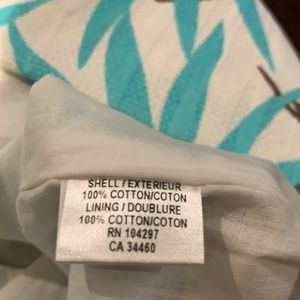 SHELL / EXTERIEUR
100% COTTON/COTON
LINING / DOUBLURE
100% COTTON/COTON
RN 104297
CA 34460